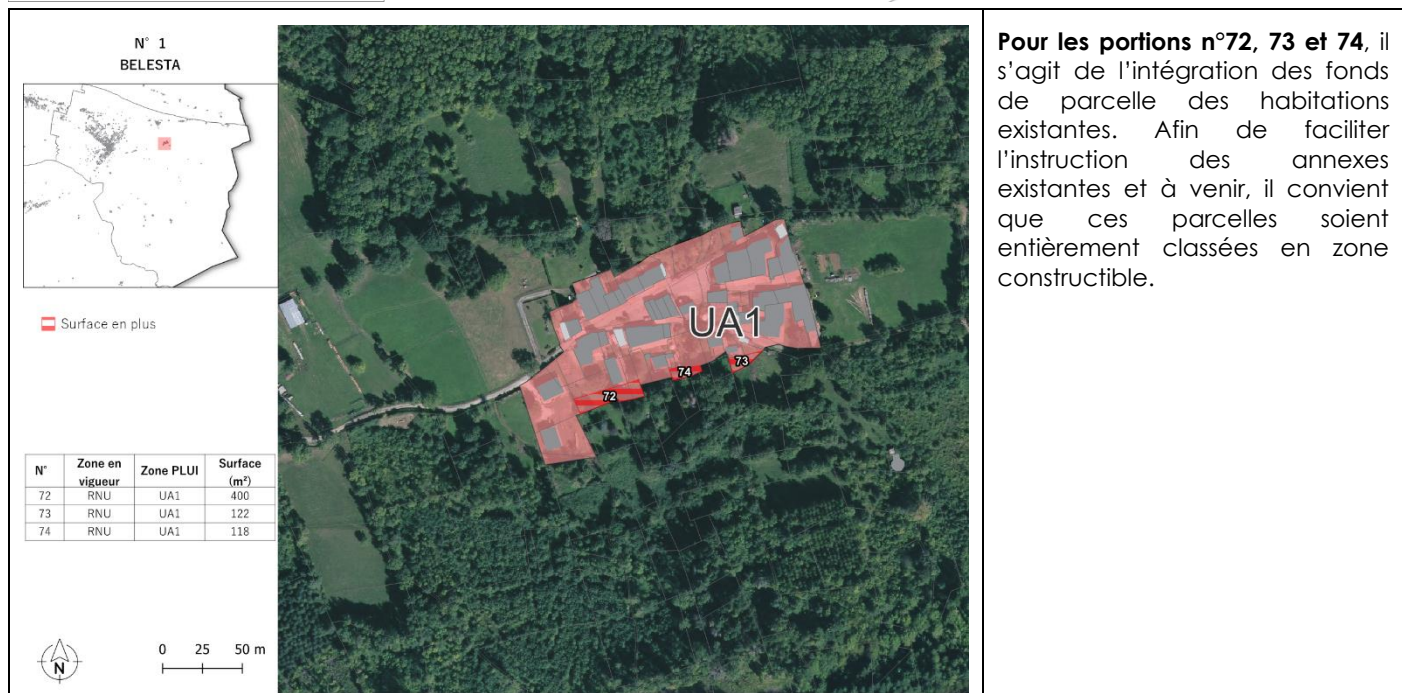 N° 1
BELESTA
Surface en plus
N° Zone en vigueur Zone PLUI Surface (m²)
72 RNU UA1 400
73 RNU UA1 122
74 RNU UA1 118
N
0 25 50 m
UA1
73
74
72
Pour les portions n°72, 73 et 74, il
s’agit de l’intégration des fonds
de parcelle des habitations
existantes. Afin de faciliter
l’instruction des annexes
existantes et à venir, il convient
que ces parcelles soient
entièrement classées en zone
constructible.